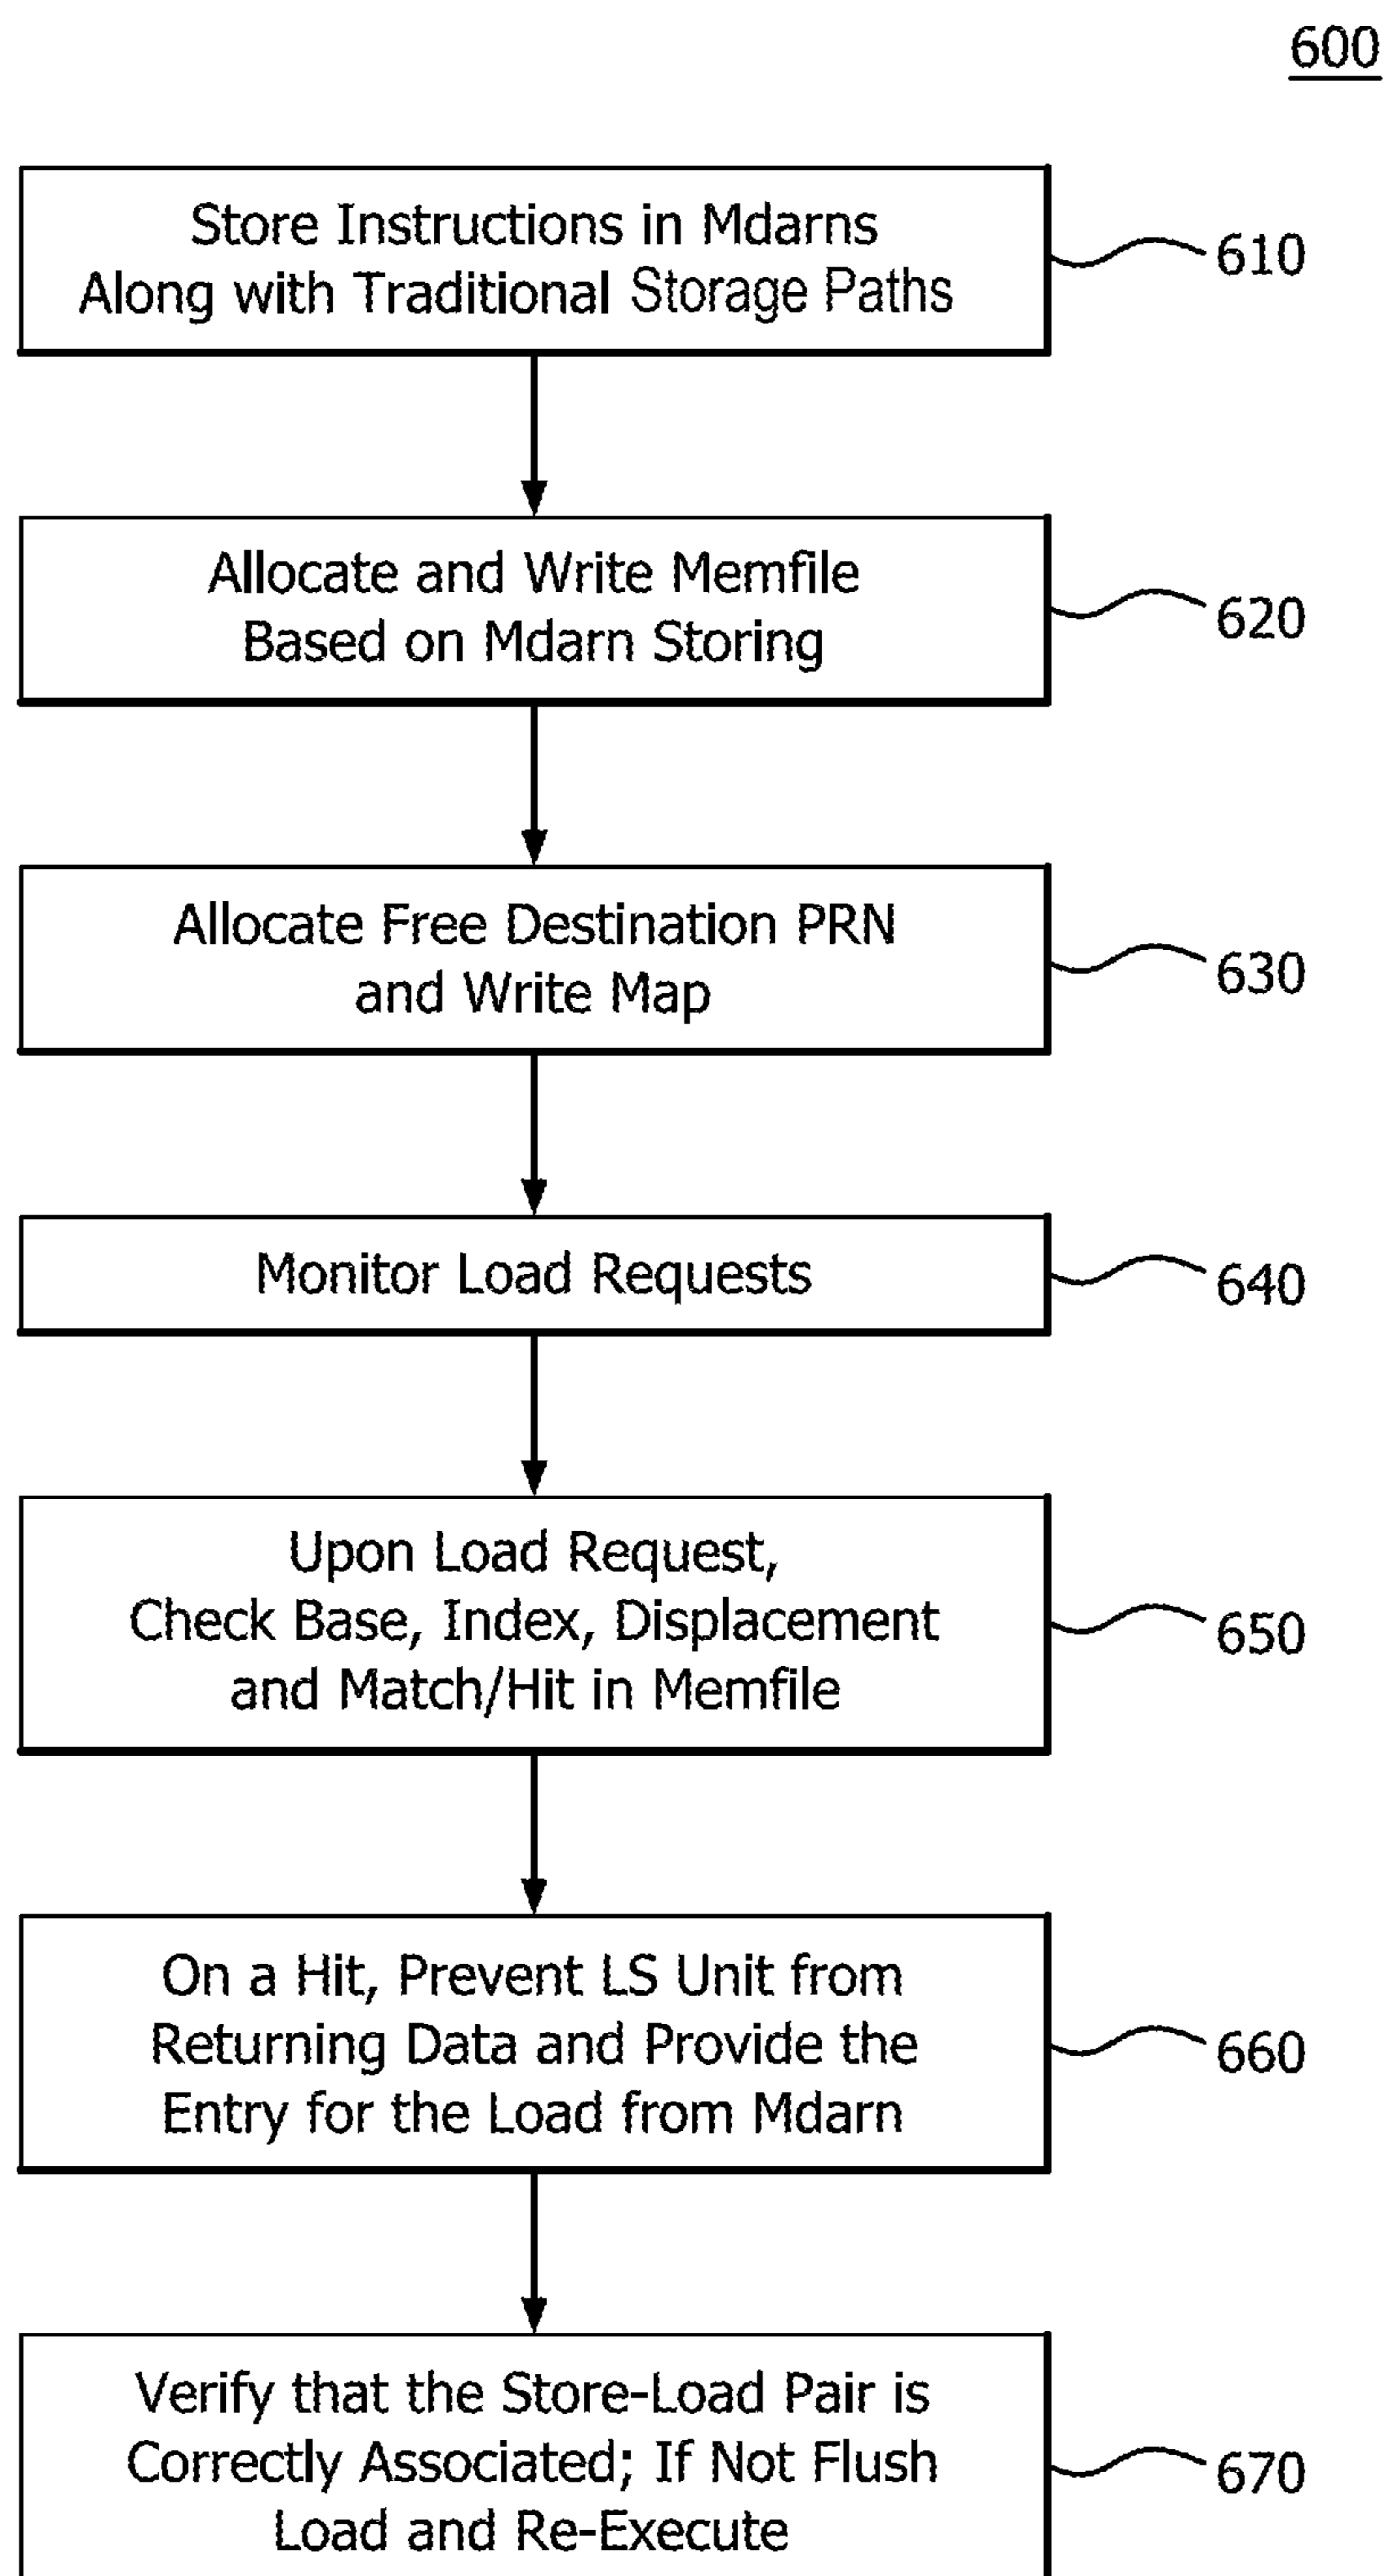 600
Store Instructions in Mdarns
Along with Traditional Storage Paths
610
Allocate and Write Memfile
Based on Mdarn Storing
620
Allocate Free Destination PRN
and Write Map
630
Monitor Load Requests
640
Upon Load Request,
Check Base, Index, Displacement
and Match/Hit in Memfile
650
On a Hit, Prevent LS Unit from
Returning Data and Provide the
Entry for the Load from Mdarn
660
Verify that the Store-Load Pair is
Correctly Associated; If Not Flush
Load and Re-Execute
670